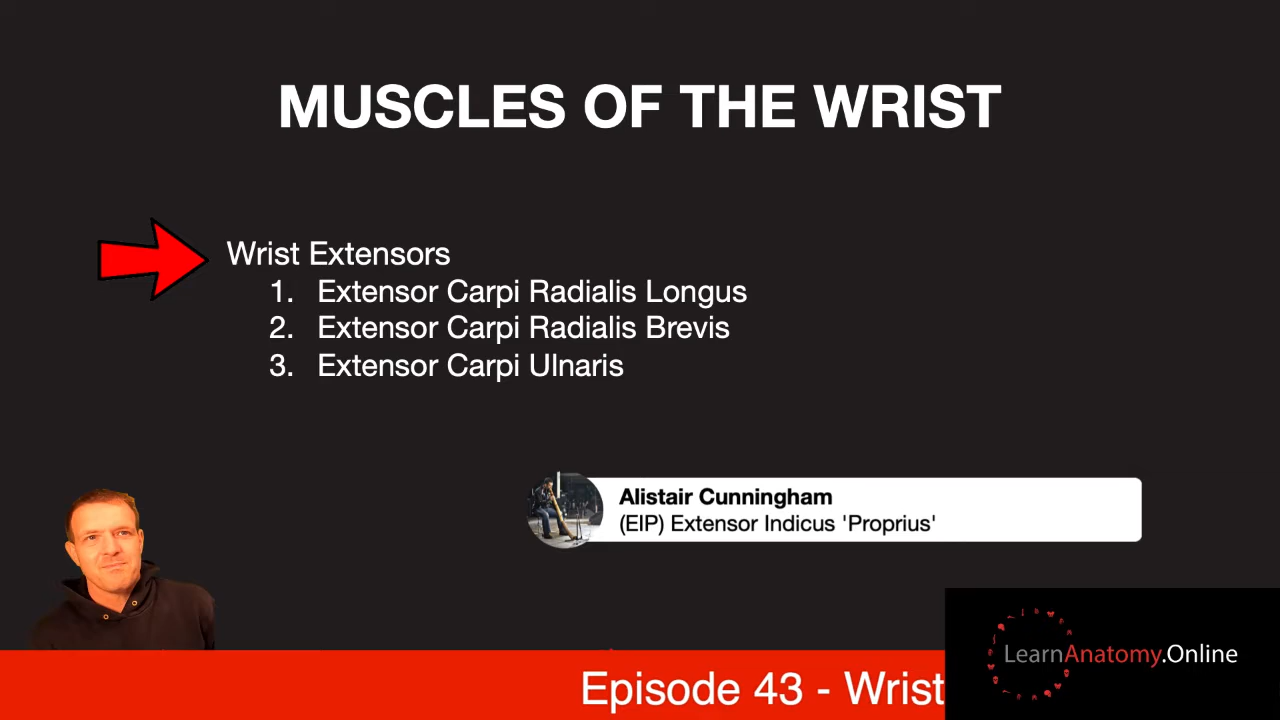 MUSCLES OF THE WRIST
Wrist Extensors
1. Extensor Carpi Radialis Longus
2. Extensor Carpi Radialis Brevis
3. Extensor Carpi Ulnaris
Alistair Cunningham
(EIP) Extensor Indicus 'Proprius'
LearnAnatomy.Online
Episode 43 - Wrist